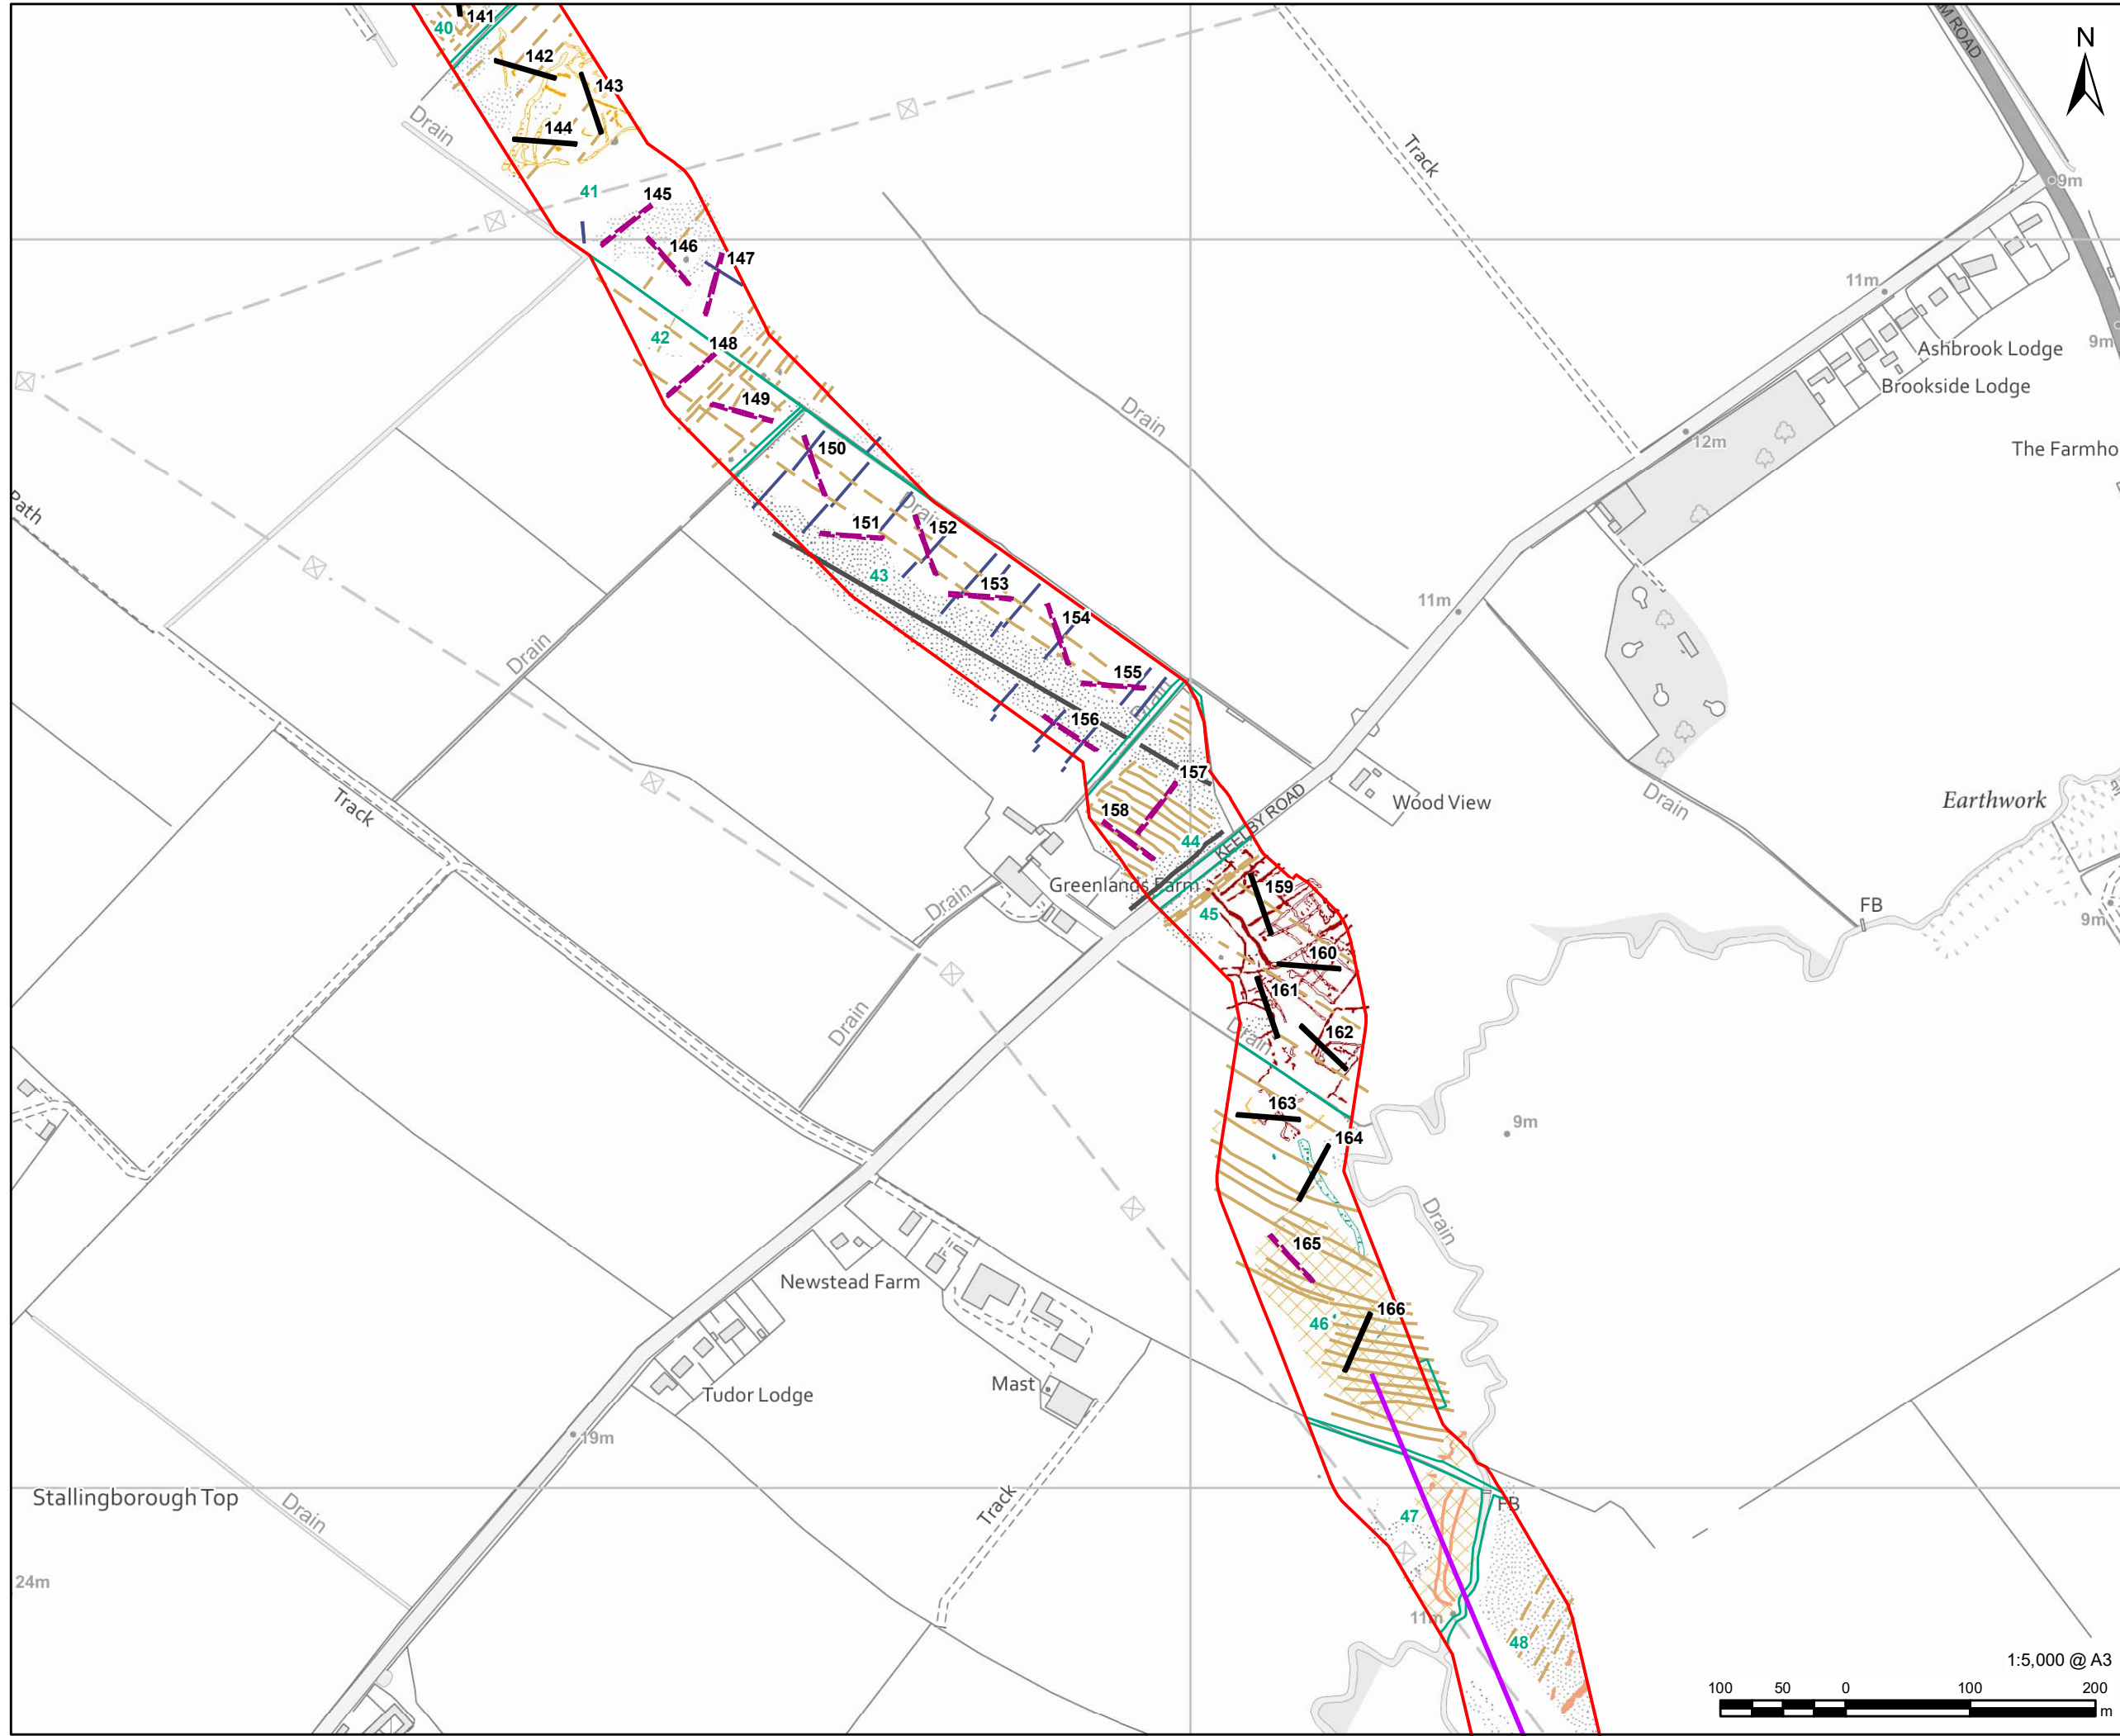 141
40
142
143
144
Drain
M ROAD
N
Track
9m
41
145
146
147
11m
42
148
Ashbrook Lodge
9m
Brookside Lodge
149
Drain
12m
The Farmho
150
Path
Drain
151
152
43
153
11m
154
Drain
155
Drain
156
157
Track
158
Wood View
Drain
Earthwork
44
KEELBY ROAD
Greenlands Farm
159
45
Drain
FB
9m
160
161
Drain
162
Drain
163
9m
164
Drain
165
Newstead Farm
166
46
Mast
Tudor Lodge
19m
Stallingborough Top
Drain
Track
FB
47
24m
11m
48
1:5,000 @ A3
100 50 0 100 200
m